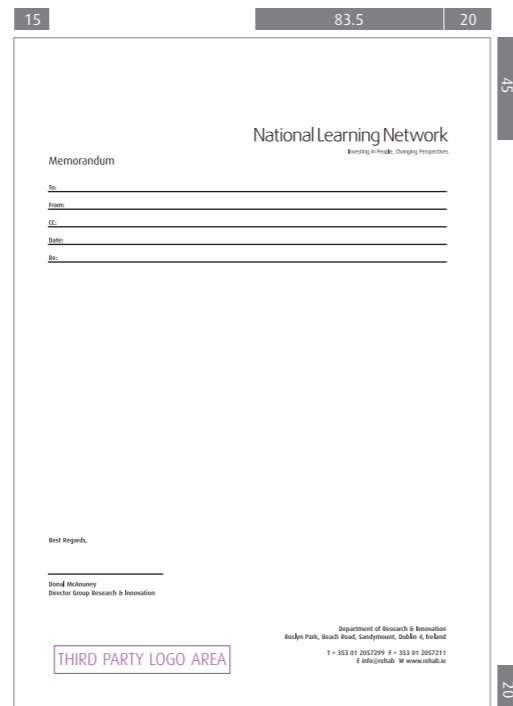 15
83.5
20
45
National Learning Network
Investing in People, Changing Perspectives
Memorandum
To:
From:
CC:
Date:
Re:
Best Regards,
Donal McAnaney
Director Group Research & Innovation
Department of Research & Innovation
Roslyn Park, Beach Road, Sandymount, Dublin 4, Ireland
T + 353 01 2057299 F + 353 01 2057211
E info@rehab W www.rehab.ie
THIRD PARTY LOGO AREA
20